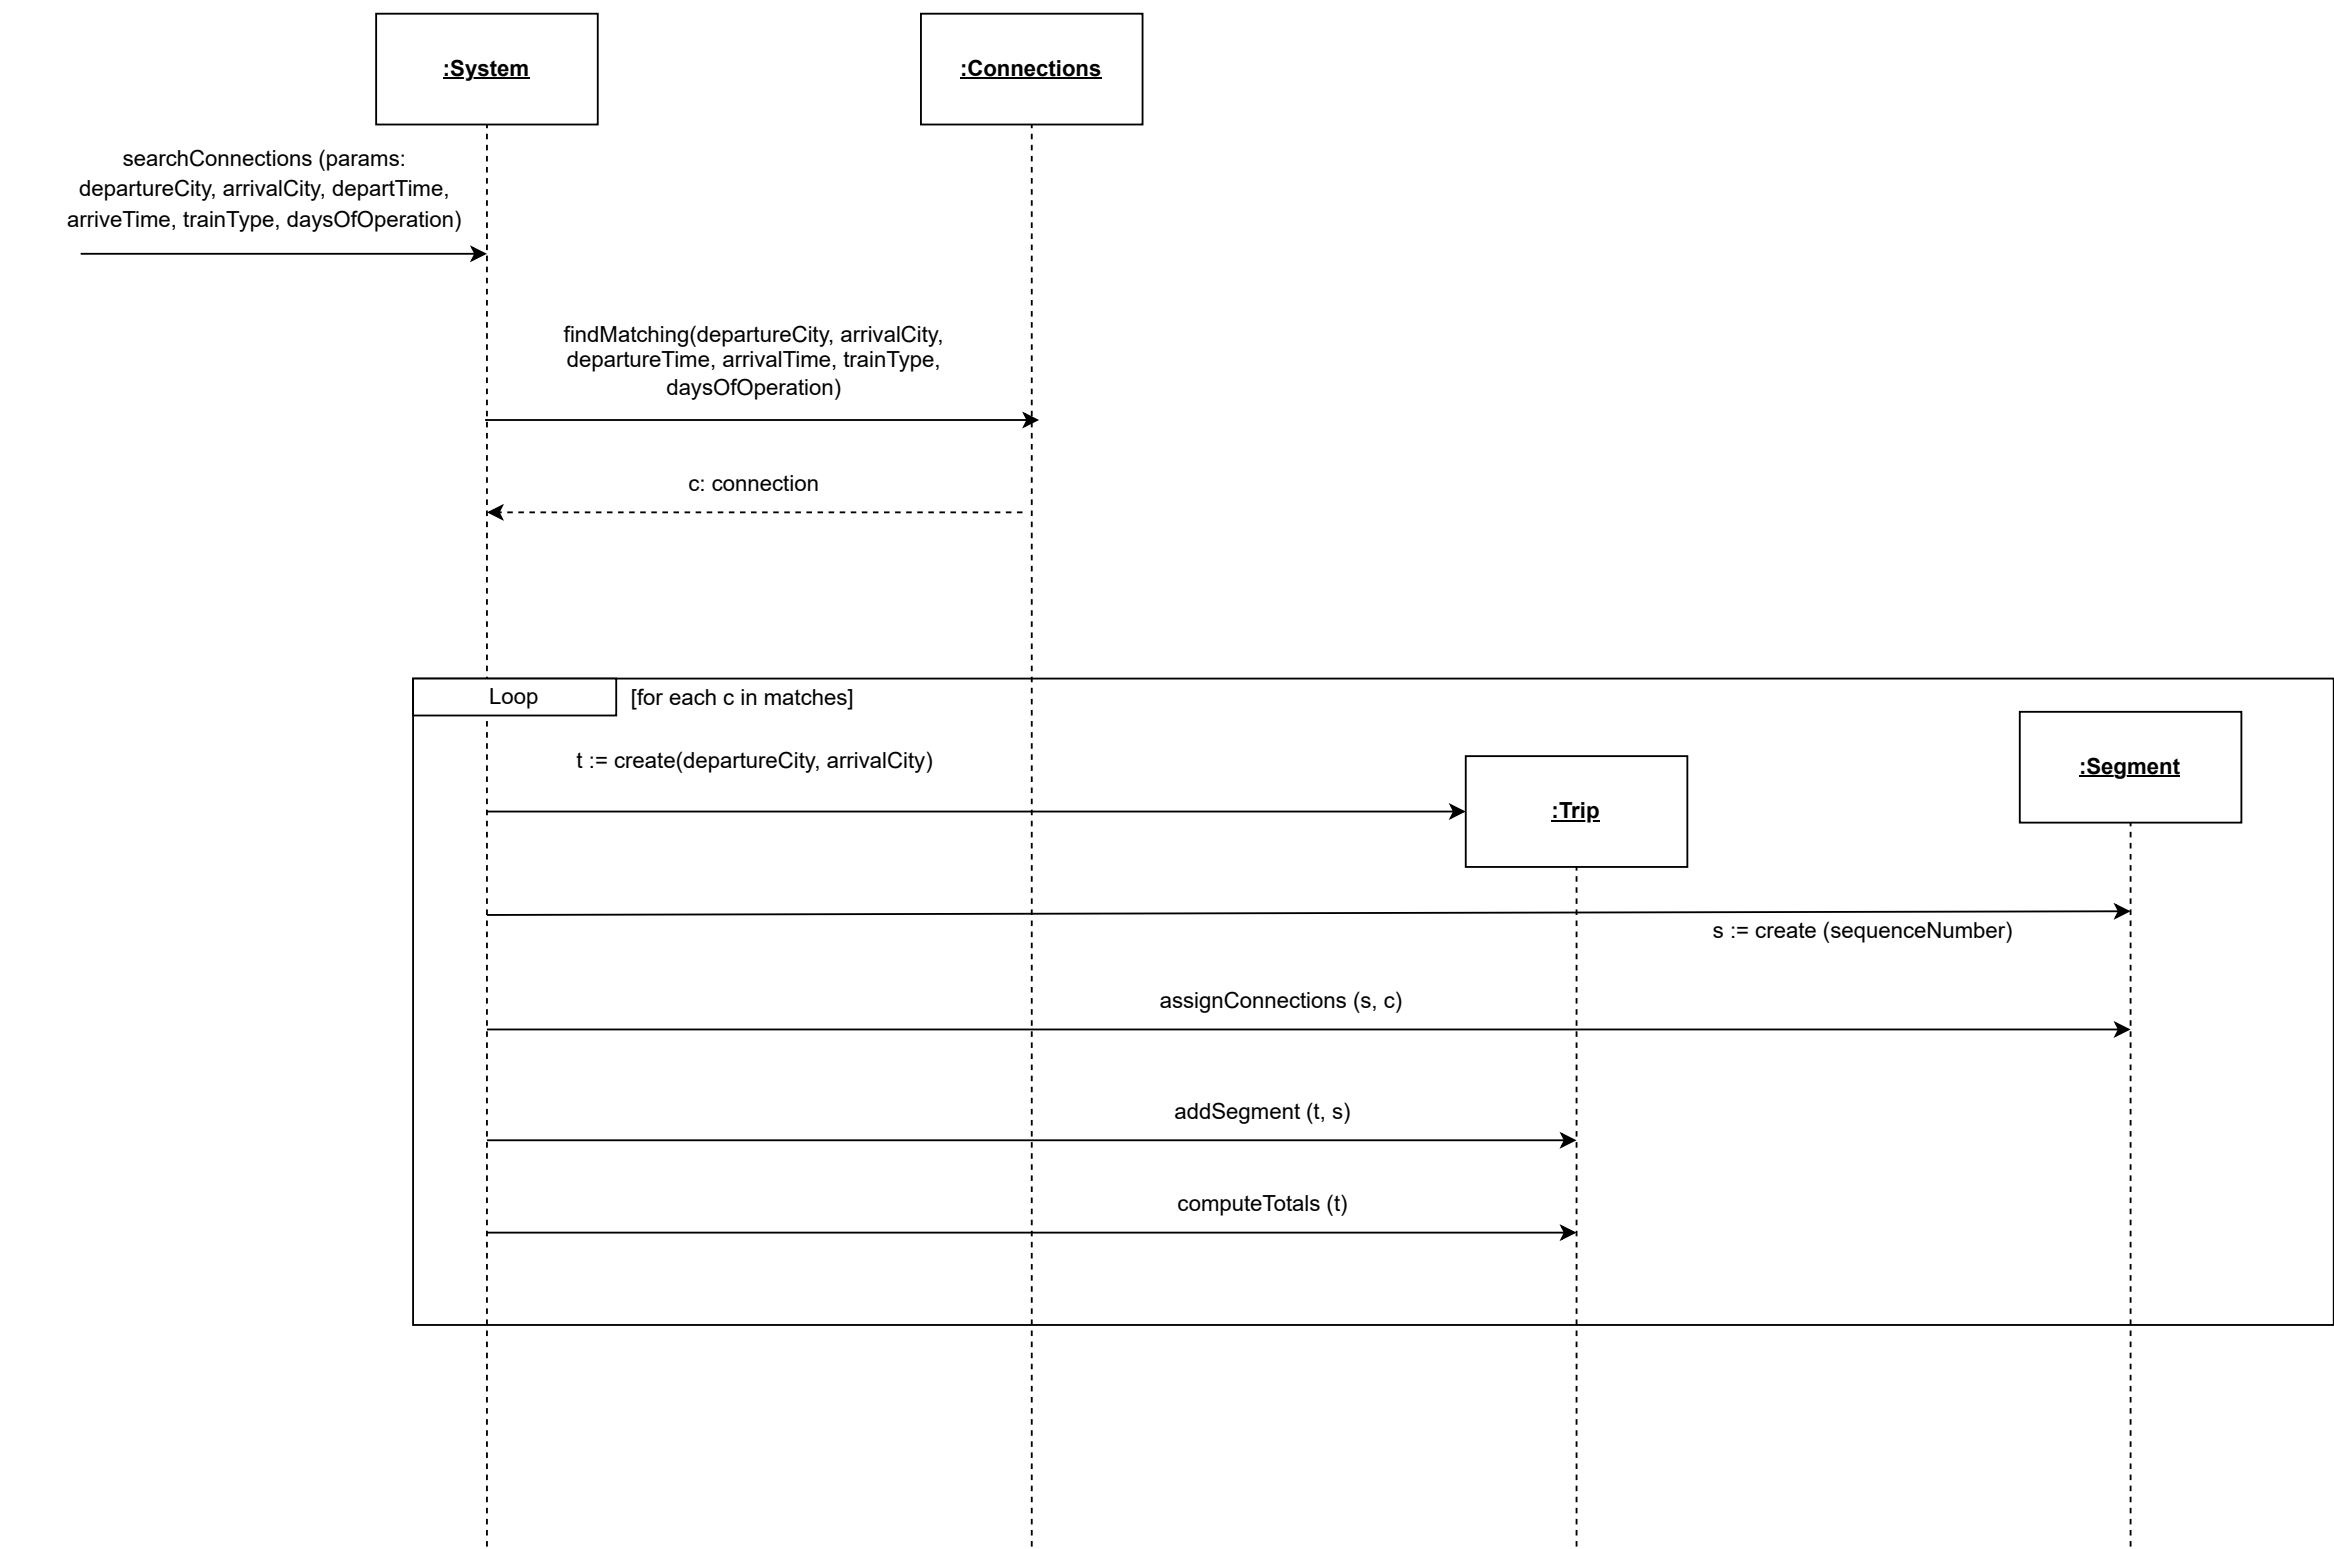 :System
:Connections
searchConnections (params:
departureCity, arrivalCity, departTime,
arriveTime, trainType, daysOfOperation)
findMatching(departureCity, arrivalCity,
departureTime, arrivalTime, trainType,
daysOfOperation)
c: connection
Loop
[for each c in matches]
t := create(departureCity, arrivalCity)
:Segment
:Trip
s := create (sequenceNumber)
assignConnections (s, c)
addSegment (t, s)
computeTotals (t)